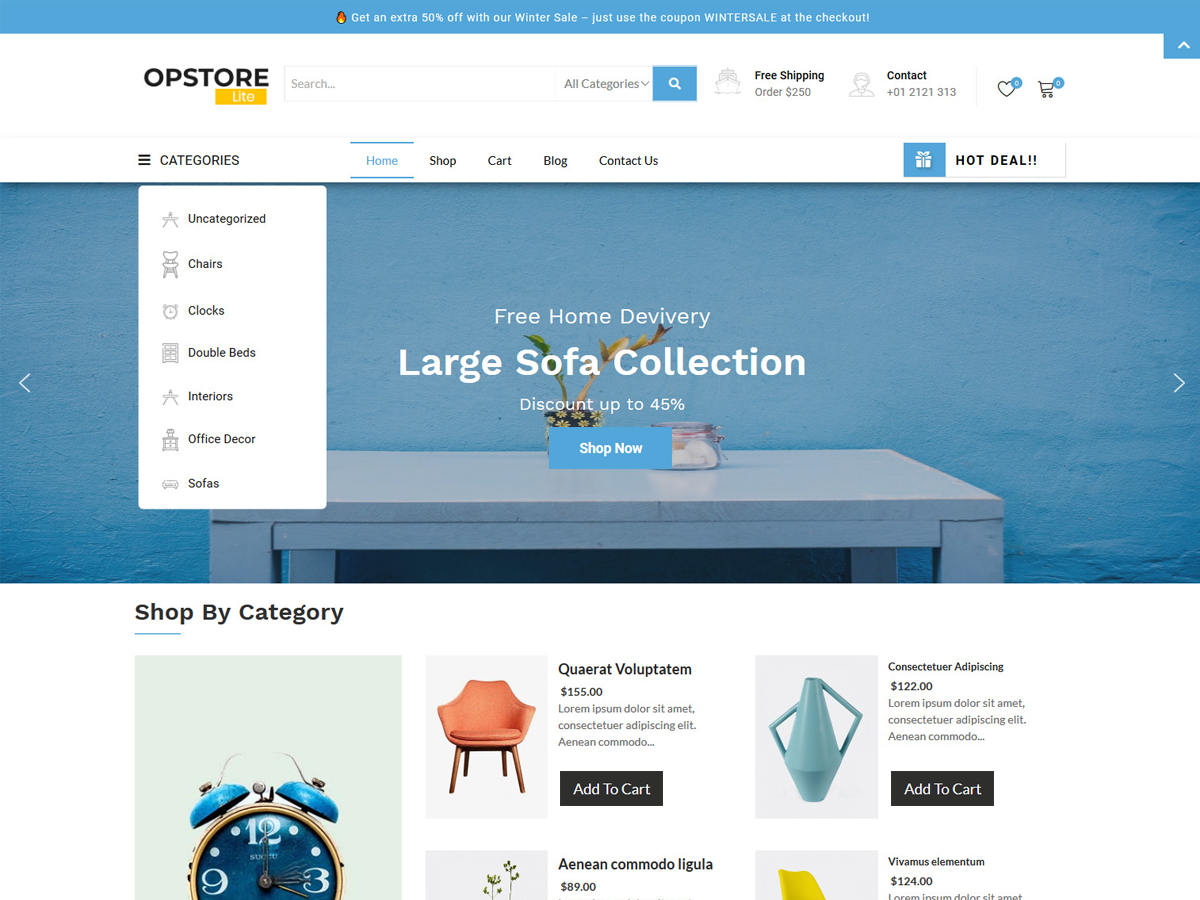 🔥 Get an extra 50% off with our Winter Sale – just use the coupon WINTERSALE at the checkout!
OPSTORE
Lite
Search...
All Categories
Free Shipping
Order $250
Contact
+01 2121 313
0
0
CATEGORIES
Home
Shop
Cart
Blog
Contact Us
HOT DEAL!!
Uncategorized
Chairs
Clocks
Double Beds
Interiors
Office Decor
Sofas
Free Home Devivery
Large Sofa Collection
Discount up to 45%
Shop Now
Shop By Category
12
9
3
Quaerat Voluptatem
$155.00
Lorem ipsum dolor sit amet,
consectetuer adipiscing elit.
Aenean commodo...
Add To Cart
Consectetuer Adipiscing
$122.00
Lorem ipsum dolor sit amet,
consectetuer adipiscing elit.
Aenean commodo...
Add To Cart
Aenean commodo ligula
$89.00
Vivamus elementum
$124.00
Lorem ipsum dolor sit amet,